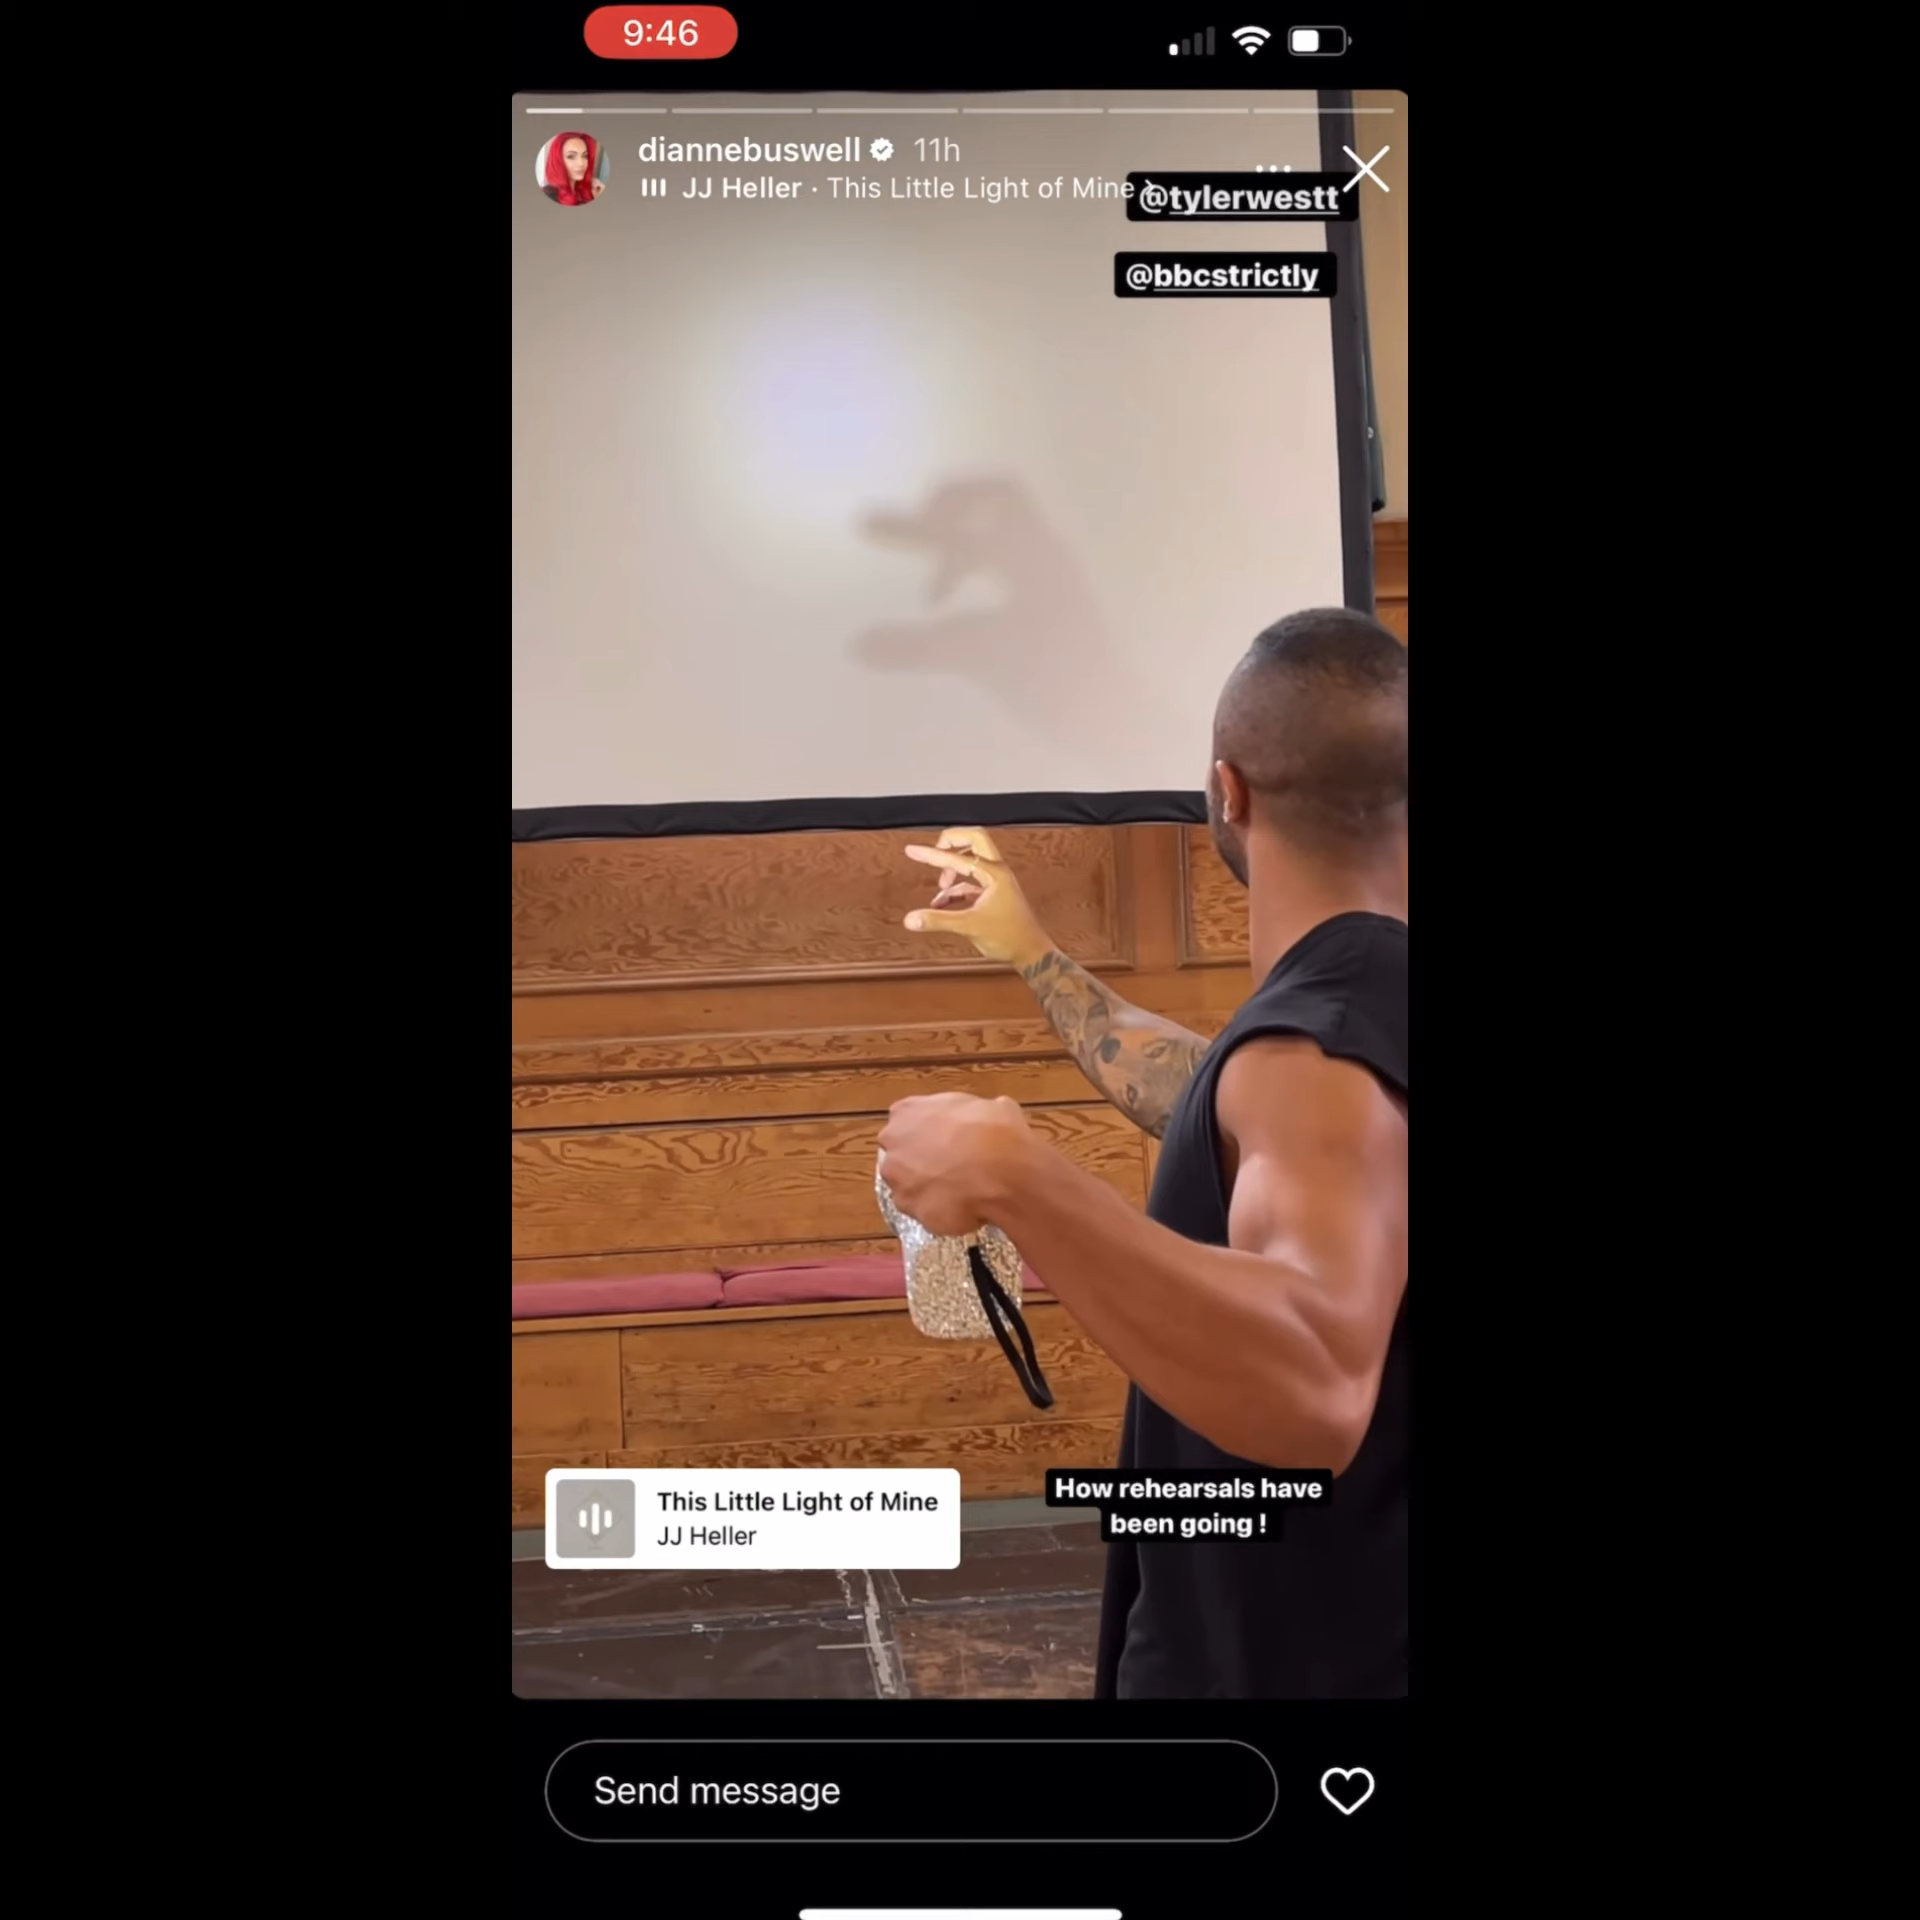 9:46
diannebuswell 11h
JJ Heller · This Little Light of Mine
@tylerwestt
@bbcstrictly
This Little Light of Mine
JJ Heller
How rehearsals have
been going !
Send message